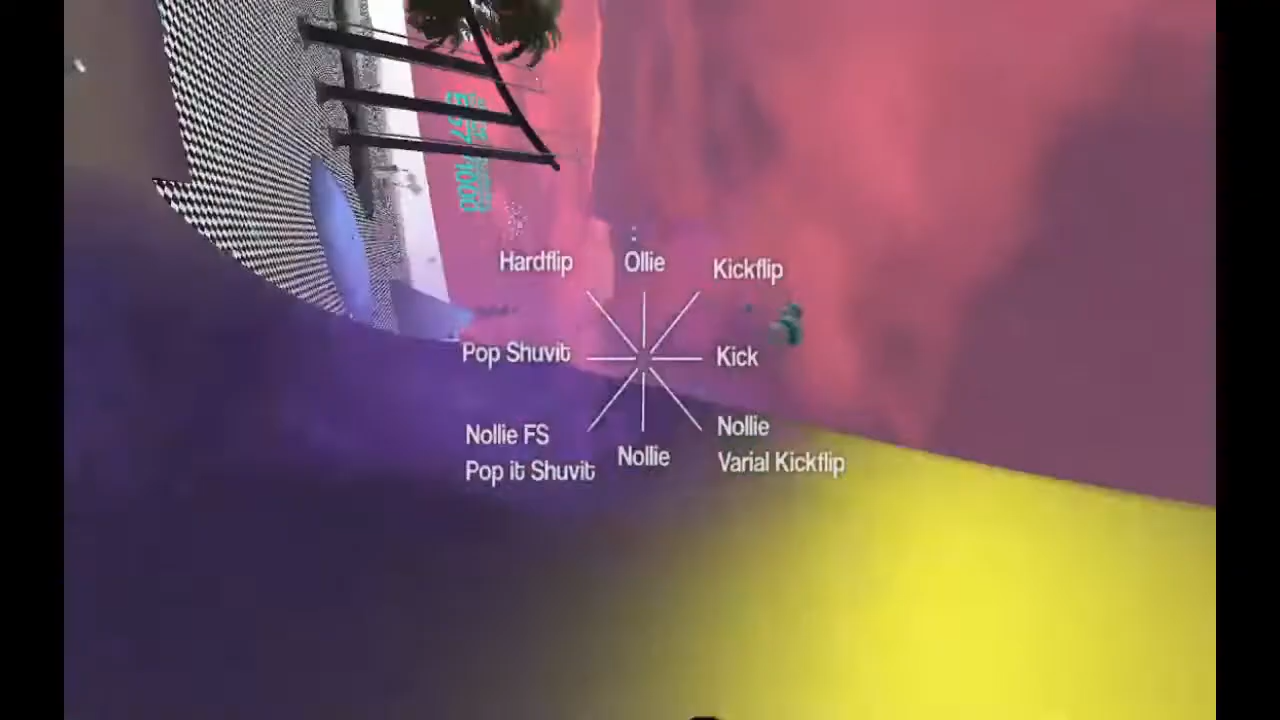 Hardflip
Ollie
Kickflip
Pop Shuvit
Kick
Nollie FS
Pop it Shuvit
Nollie
Nollie
Varial Kickflip